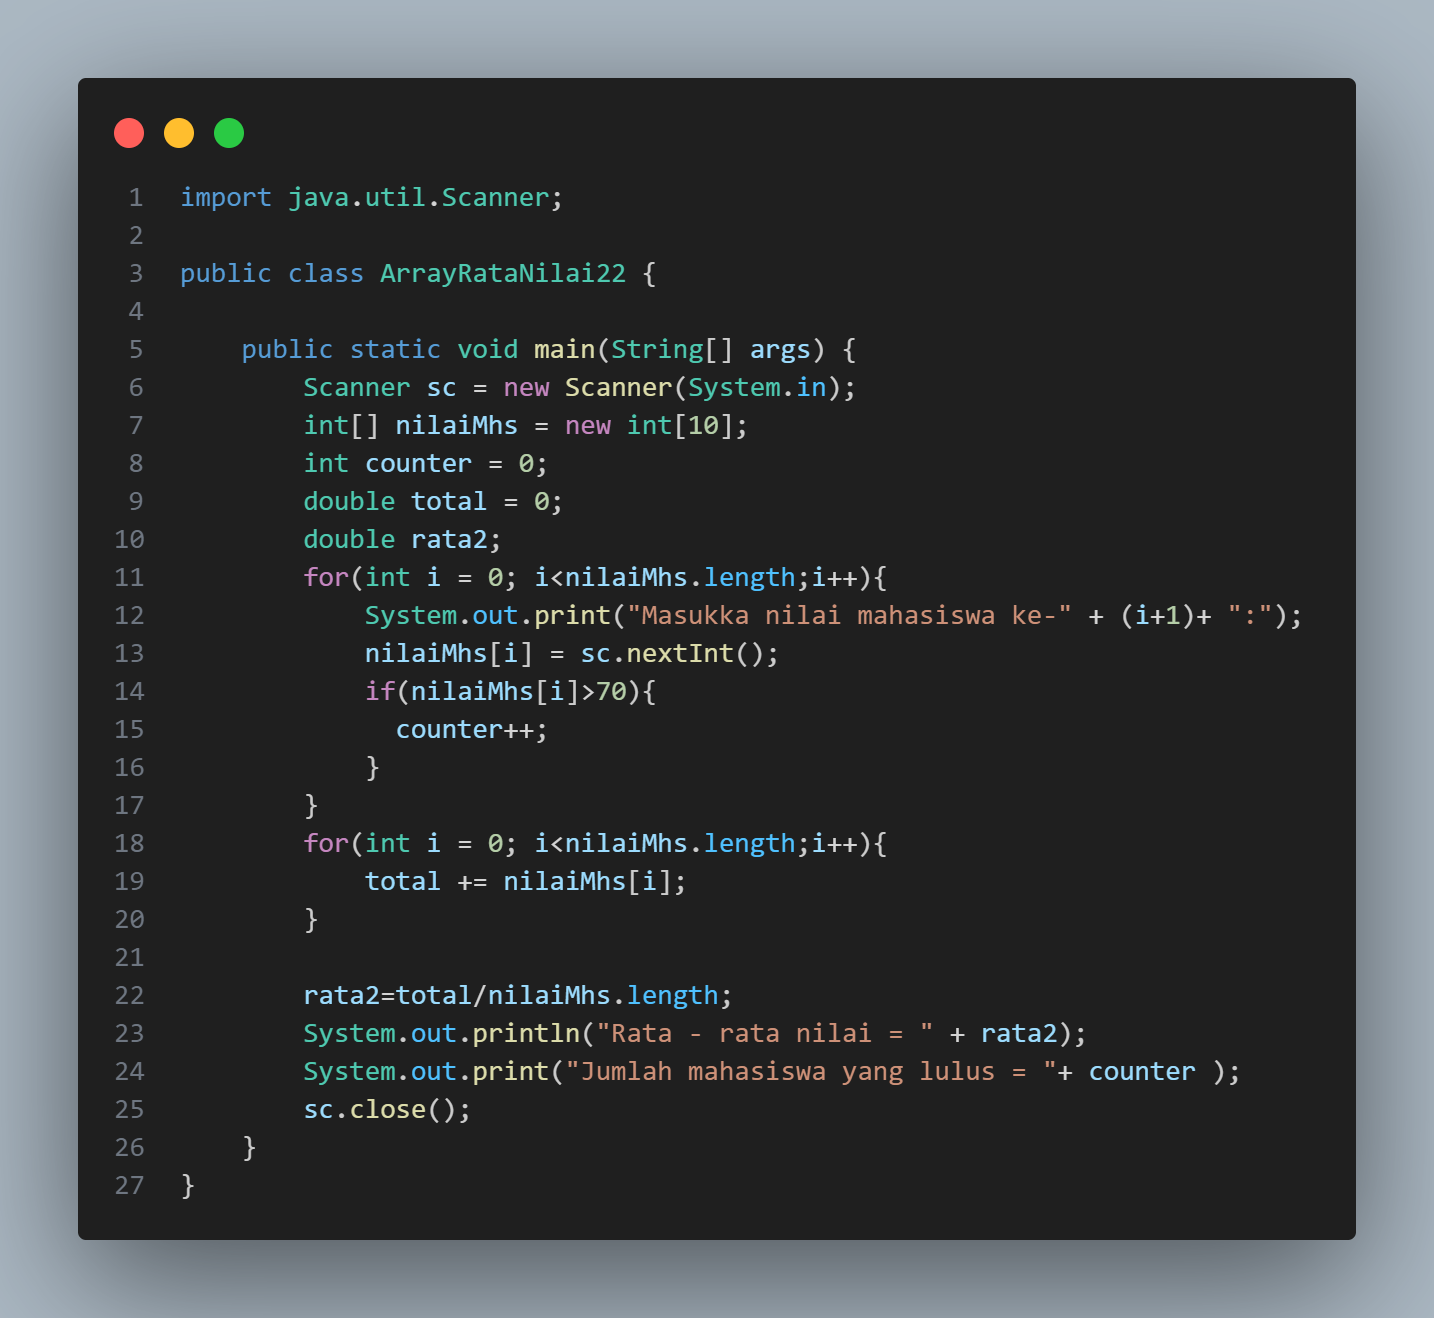 1 import java.util.Scanner;
2
3 public class ArrayRataNilai22 {
4
5     public static void main(String[] args) {
6         Scanner sc = new Scanner(System.in);
7         int[] nilaiMhs = new int[10];
8         int counter = 0;
9         double total = 0;
10         double rata2;
11         for(int i = 0; i<nilaiMhs.length;i++){
12             System.out.print("Masukka nilai mahasiswa ke-" + (i+1)+ ":");
13             nilaiMhs[i] = sc.nextInt();
14             if(nilaiMhs[i]>70){
15               counter++;
16             }
17         }
18         for(int i = 0; i<nilaiMhs.length;i++){
19             total += nilaiMhs[i];
20         }
21
22         rata2=total/nilaiMhs.length;
23         System.out.println("Rata - rata nilai = " + rata2);
24         System.out.print("Jumlah mahasiswa yang lulus = "+ counter );
25         sc.close();
26     }
27 }